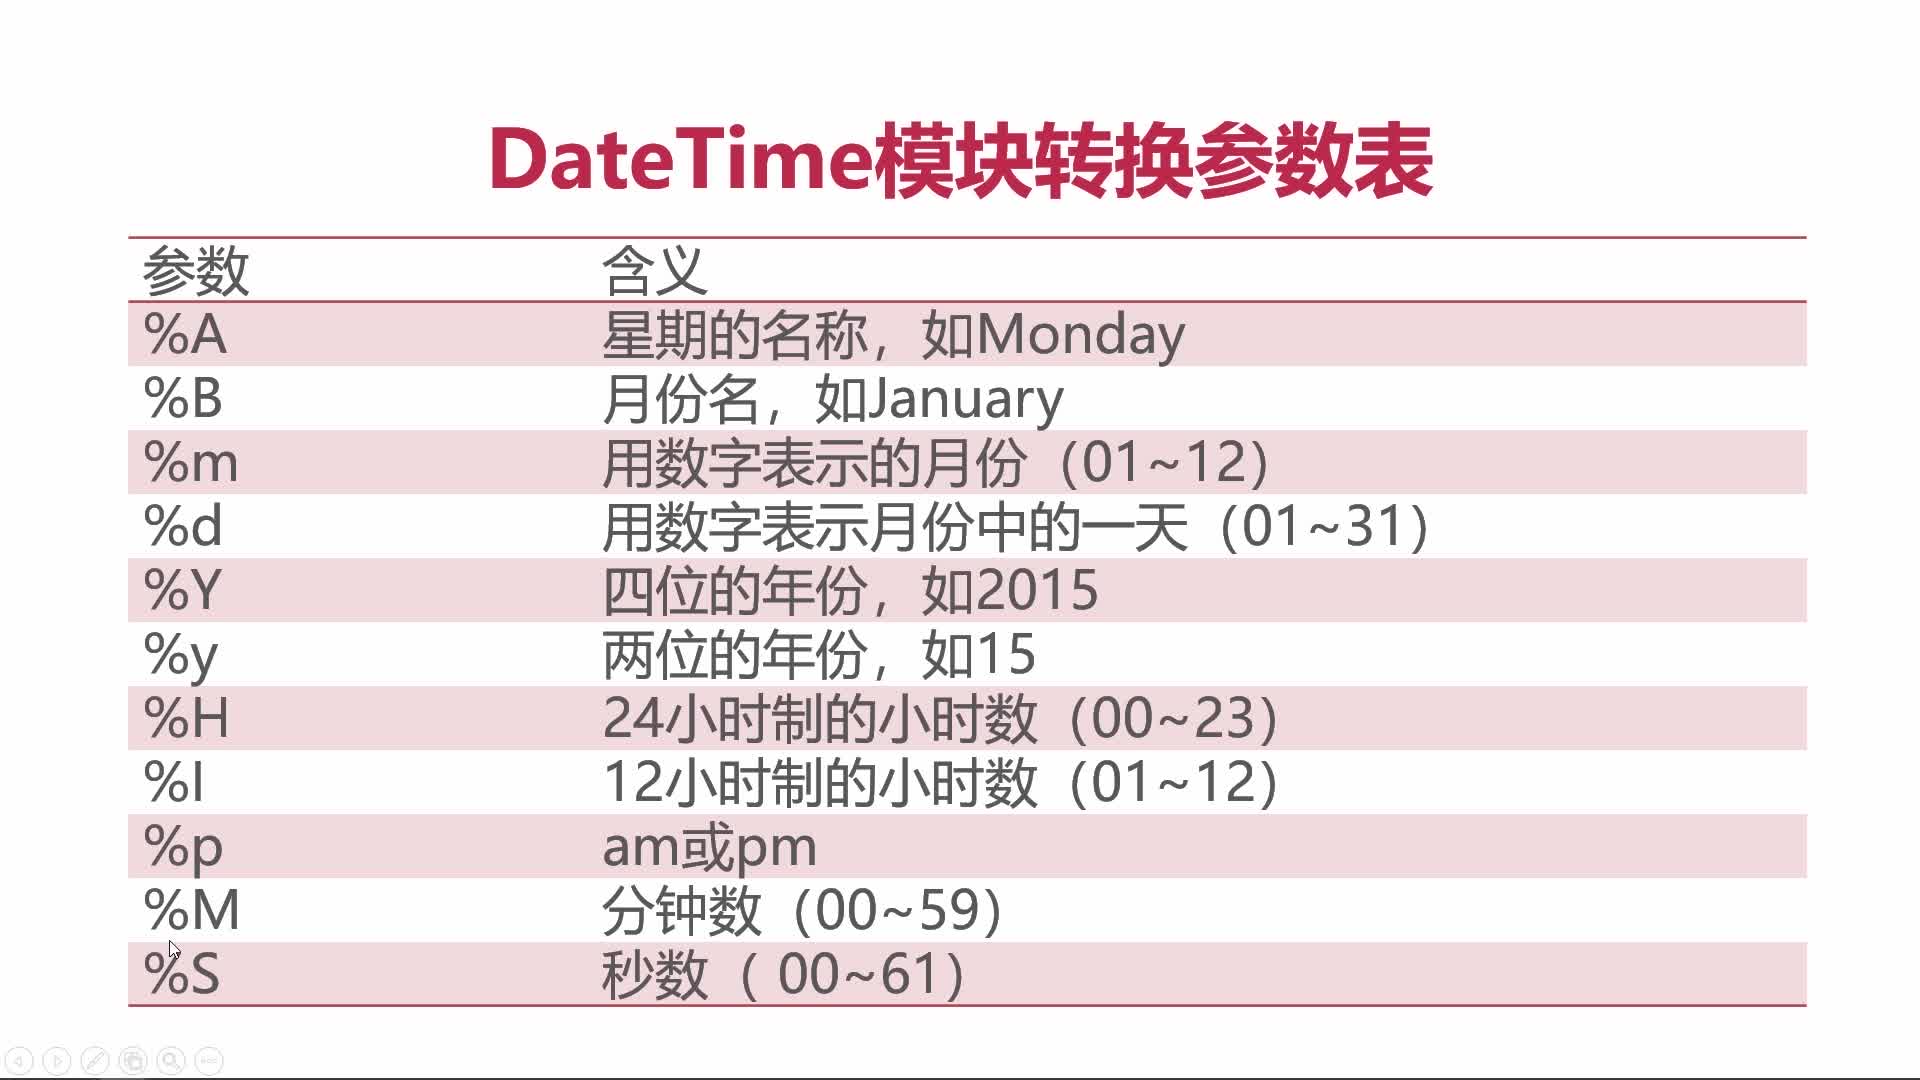 DateTime模块转换参数表
参数 含义
%A 星期的名称，如Monday
%B 月份名，如January
%m 用数字表示的月份（01~12）
%d 用数字表示月份中的一天（01~31）
%Y 四位的年份，如2015
%y 两位的年份，如15
%H 24小时制的小时数（00~23）
%I 12小时制的小时数（01~12）
%p am或pm
%M 分钟数（00~59）
%S 秒数（ 00~61）